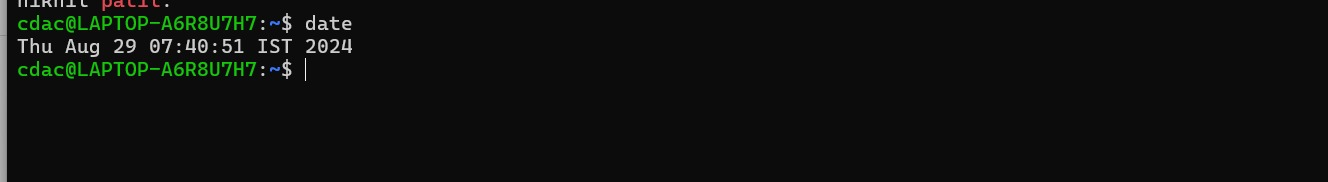 nikhil patil.
cdac@LAPTOP-A6R8U7H7:~$ date
Thu Aug 29 07:40:51 IST 2024
cdac@LAPTOP-A6R8U7H7:~$